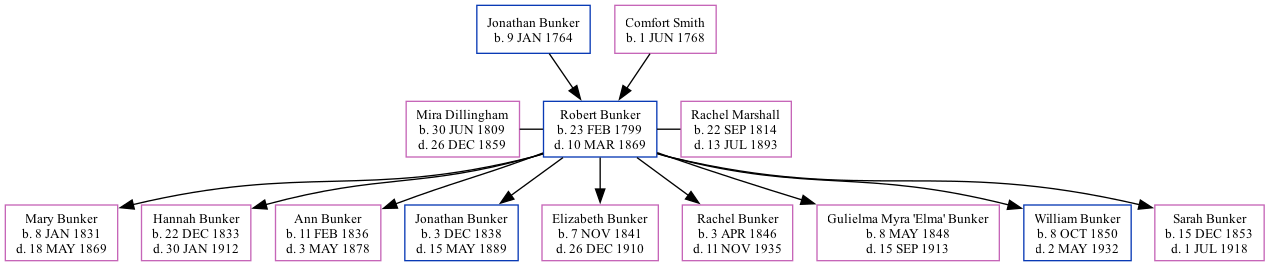 Jonathan Bunker
b. 9 JAN 1764
Comfort Smith
b. 1 JUN 1768
Mira Dillingham
b. 30 JUN 1809
d. 26 DEC 1859
Robert Bunker
b. 23 FEB 1799
d. 10 MAR 1869
Rachel Marshall
b. 22 SEP 1814
d. 13 JUL 1893
Mary Bunker
b. 8 JAN 1831
d. 18 MAY 1869
Hannah Bunker
b. 22 DEC 1833
d. 30 JAN 1912
Ann Bunker
b. 11 FEB 1836
d. 3 MAY 1878
Jonathan Bunker
b. 3 DEC 1838
d. 15 MAY 1889
Elizabeth Bunker
b. 7 NOV 1841
d. 26 DEC 1910
Rachel Bunker
b. 3 APR 1846
d. 11 NOV 1935
Gulielma Myra 'Elma' Bunker
b. 8 MAY 1848
d. 15 SEP 1913
William Bunker
b. 8 OCT 1850
d. 2 MAY 1932
Sarah Bunker
b. 15 DEC 1853
d. 1 JUL 1918